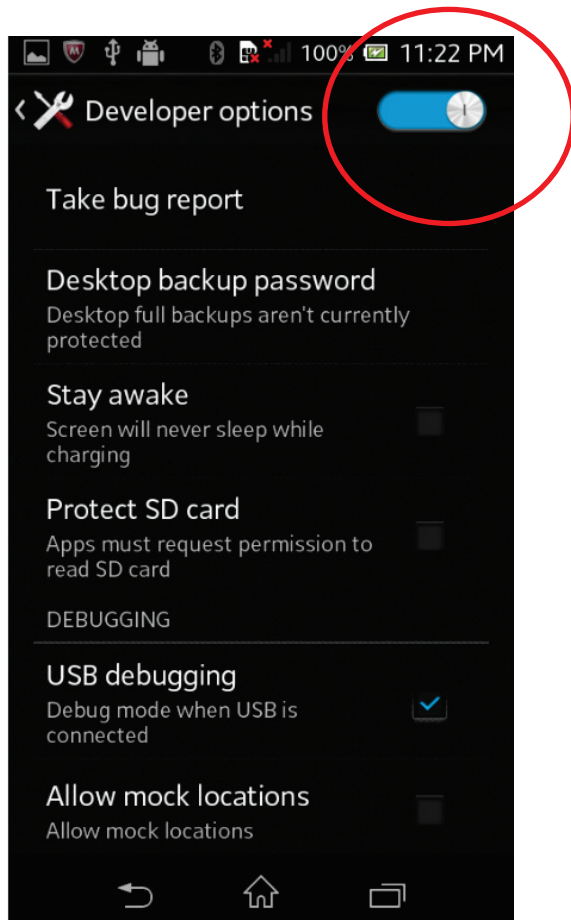 100% 11:22 PM
Developer options
Take bug report
Desktop backup password
Desktop full backups aren't currently
protected
Stay awake
Screen will never sleep while
charging
Protect SD card
Apps must request permission to
read SD card
DEBUGGING
USB debugging
Debug mode when USB is
connected
Allow mock locations
Allow mock locations